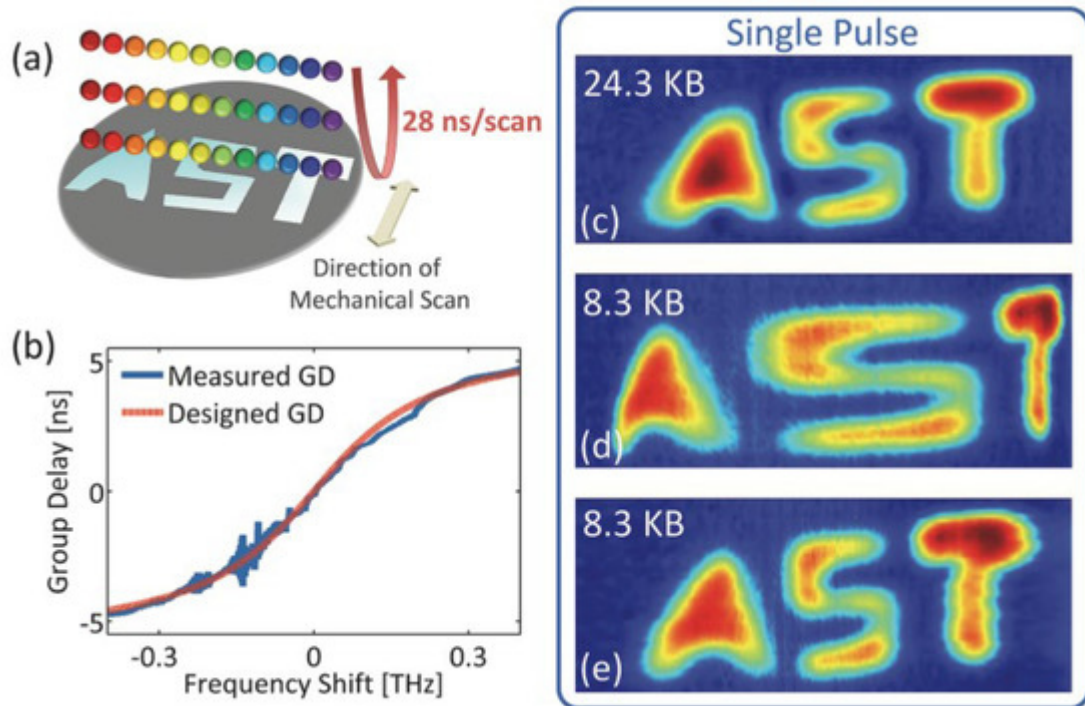 (a)
28 ns/scan
AST
Direction of
Mechanical Scan
(b)
5
0
-5
Group Delay [ns]
Measured GD
Designed GD
-0.3
0
0.3
Frequency Shift [THz]
Single Pulse
24.3 KB
AST
(c)
8.3 KB
AST
(d)
8.3 KB
AST
(e)